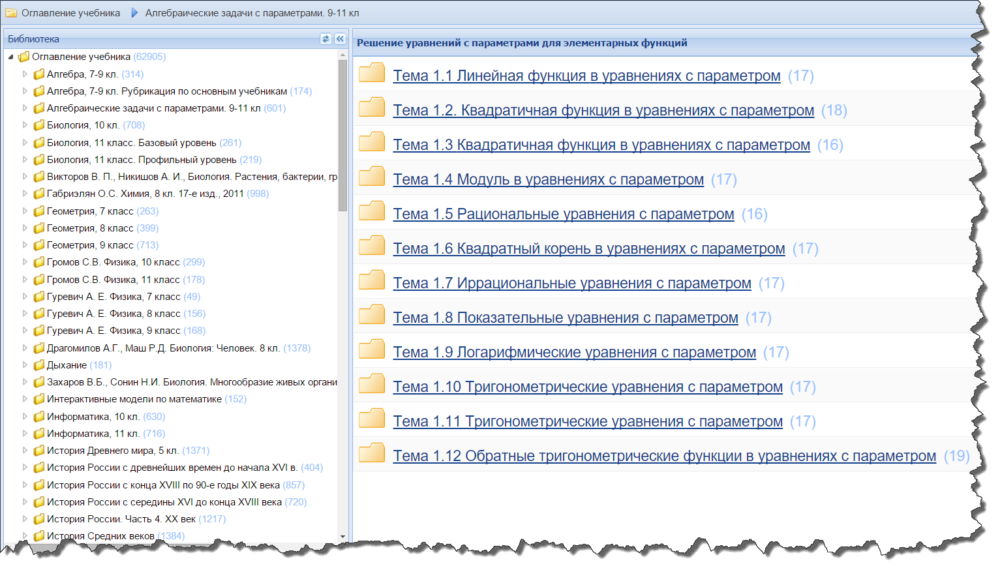 Оглавление учебника Алгебраические задачи с параметрами. 9-11 кл
Библиотека
Оглавление учебника (62905)
Алгебра, 7-9 кл. (314)
Алгебра, 7-9 кл. Рубрикация по основным учебникам (174)
Алгебраические задачи с параметрами. 9-11 кл (601)
Биология, 10 кл. (708)
Биология, 11 класс. Базовый уровень (261)
Биология, 11 класс. Профильный уровень (219)
Викторов В. П., Никишов А. И., Биология. Растения, бактерии, гр
Габриэлян О.С. Химия, 8 кл. 17-е изд., 2011 (998)
Геометрия, 7 класс (263)
Геометрия, 8 класс (399)
Геометрия, 9 класс (713)
Громов С.В. Физика, 10 класс (299)
Громов С.В. Физика, 11 класс (178)
Гуревич А. Е. Физика, 7 класс (49)
Гуревич А. Е. Физика, 8 класс (156)
Гуревич А. Е. Физика, 9 класс (168)
Драгомилов А.Г., Маш Р.Д. Биология: Человек. 8 кл. (1378)
Дыхание (181)
Захаров В.Б., Сонин Н.И. Биология. Многообразие живых органи
Интерактивные модели по математике (152)
Информатика, 10 кл. (630)
Информатика, 11 кл. (716)
История Древнего мира, 5 кл. (1371)
История России с древнейших времен до начала XVI в. (404)
История России с конца XVIII по 90-е годы XIX века (857)
История России с середины XVI до конца XVIII века (720)
История России. Часть 4. XX век (1217)
История Средних веков (1384)
Решение уравнений с параметрами для элементарных функций
Тема 1.1 Линейная функция в уравнениях с параметром (17)
Тема 1.2. Квадратичная функция в уравнениях с параметром (18)
Тема 1.3 Квадратичная функция в уравнениях с параметром (16)
Тема 1.4 Модуль в уравнениях с параметром (17)
Тема 1.5 Рациональные уравнения с параметром (16)
Тема 1.6 Квадратный корень в уравнениях с параметром (17)
Тема 1.7 Иррациональные уравнения с параметром (17)
Тема 1.8 Показательные уравнения с параметром (17)
Тема 1.9 Логарифмические уравнения с параметром (17)
Тема 1.10 Тригонометрические уравнения с параметром (17)
Тема 1.11 Тригонометрические уравнения с параметром (17)
Тема 1.12 Обратные тригонометрические функции в уравнениях с параметром (19)